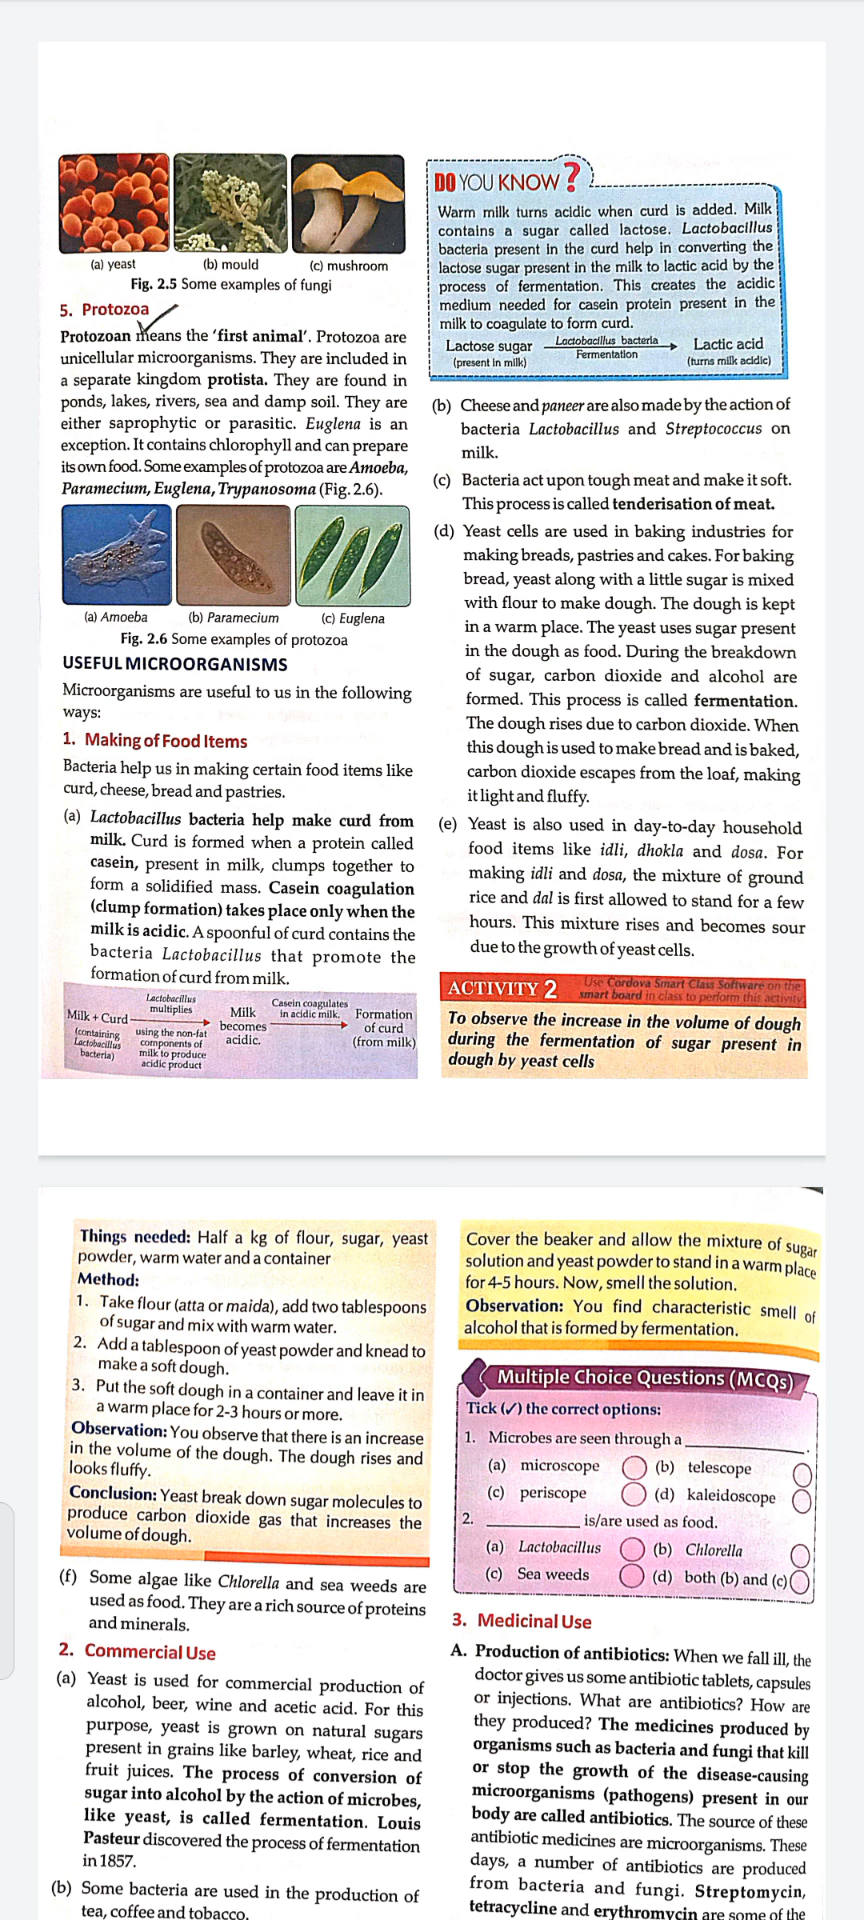 (a) yeast
(b) mould
(c) mushroom
Fig. 2.5 Some examples of fungi
5. Protozoa
Protozoan means the ‘first animal’. Protozoa are
unicellular microorganisms. They are included in
a separate kingdom protista. They are found in
ponds, lakes, rivers, sea and damp soil. They are
either saprophytic or parasitic. Euglena is an
exception. It contains chlorophyll and can prepare
its own food. Some examples of protozoa are Amoeba,
Paramecium, Euglena, Trypanosoma (Fig. 2.6).
(a) Amoeba
(b) Paramecium
(c) Euglena
Fig. 2.6 Some examples of protozoa
USEFUL MICROORGANISMS
Microorganisms are useful to us in the following
ways:
1. Making of Food Items
Bacteria help us in making certain food items like
curd, cheese, bread and pastries.
(a) Lactobacillus bacteria help make curd from
milk. Curd is formed when a protein called
casein, present in milk, clumps together to
form a solidified mass. Casein coagulation
(clump formation) takes place only when the
milk is acidic. A spoonful of curd contains the
bacteria Lactobacillus that promote the
formation of curd from milk.
Milk + Curd
(containing
Lactobacillus
bacteria)
Lactobacillus
multiplies
using the non-fat
components of
milk to produce
acidic product
Milk
becomes
acidic.
Casein coagulates
in acidic milk.
Formation
of curd
(from milk)
DO YOU KNOW ?
Warm milk turns acidic when curd is added. Milk
contains a sugar called lactose. Lactobacillus
bacteria present in the curd help in converting the
lactose sugar present in the milk to lactic acid by the
process of fermentation. This creates the acidic
medium needed for casein protein present in the
milk to coagulate to form curd.
Lactose sugar
(present in milk)
Lactobacillus bacteria
Fermentation
Lactic acid
(turns milk acidic)
(b) Cheese and paneer are also made by the action of
bacteria Lactobacillus and Streptococcus on
milk.
(c) Bacteria act upon tough meat and make it soft.
This process is called tenderisation of meat.
(d) Yeast cells are used in baking industries for
making breads, pastries and cakes. For baking
bread, yeast along with a little sugar is mixed
with flour to make dough. The dough is kept
in a warm place. The yeast uses sugar present
in the dough as food. During the breakdown
of sugar, carbon dioxide and alcohol are
formed. This process is called fermentation.
The dough rises due to carbon dioxide. When
this dough is used to make bread and is baked,
carbon dioxide escapes from the loaf, making
it light and fluffy.
(e) Yeast is also used in day-to-day household
food items like idli, dhokla and dosa. For
making idli and dosa, the mixture of ground
rice and dal is first allowed to stand for a few
hours. This mixture rises and becomes sour
due to the growth of yeast cells.
ACTIVITY 2
Use Cordova Smart Class Software on the
smart board in class to perform this activity
To observe the increase in the volume of dough
during the fermentation of sugar present in
dough by yeast cells
Things needed: Half a kg of flour, sugar, yeast
powder, warm water and a container
Method:
1. Take flour (atta or maida), add two tablespoons
of sugar and mix with warm water.
2. Add a tablespoon of yeast powder and knead to
make a soft dough.
3. Put the soft dough in a container and leave it in
a warm place for 2-3 hours or more.
Observation: You observe that there is an increase
in the volume of the dough. The dough rises and
looks fluffy.
Conclusion: Yeast break down sugar molecules to
produce carbon dioxide gas that increases the
volume of dough.
(f) Some algae like Chlorella and sea weeds are
used as food. They are a rich source of proteins
and minerals.
2. Commercial Use
(a) Yeast is used for commercial production of
alcohol, beer, wine and acetic acid. For this
purpose, yeast is grown on natural sugars
present in grains like barley, wheat, rice and
fruit juices. The process of conversion of
sugar into alcohol by the action of microbes,
like yeast, is called fermentation. Louis
Pasteur discovered the process of fermentation
in 1857.
(b) Some bacteria are used in the production of
tea, coffee and tobacco.
Cover the beaker and allow the mixture of sugar
solution and yeast powder to stand in a warm place
for 4-5 hours. Now, smell the solution.
Observation: You find characteristic smell of
alcohol that is formed by fermentation.
Multiple Choice Questions (MCQs)
Tick (✓) the correct options:
1. Microbes are seen through a ____________.
(a) microscope (b) telescope
(c) periscope (d) kaleidoscope
2. ____________ is/are used as food.
(a) Lactobacillus (b) Chlorella
(c) Sea weeds (d) both (b) and (c)
3. Medicinal Use
A. Production of antibiotics: When we fall ill, the
doctor gives us some antibiotic tablets, capsules
or injections. What are antibiotics? How are
they produced? The medicines produced by
organisms such as bacteria and fungi that kill
or stop the growth of the disease-causing
microorganisms (pathogens) present in our
body are called antibiotics. The source of these
antibiotic medicines are microorganisms. These
days, a number of antibiotics are produced
from bacteria and fungi. Streptomycin,
tetracycline and erythromycin are some of the